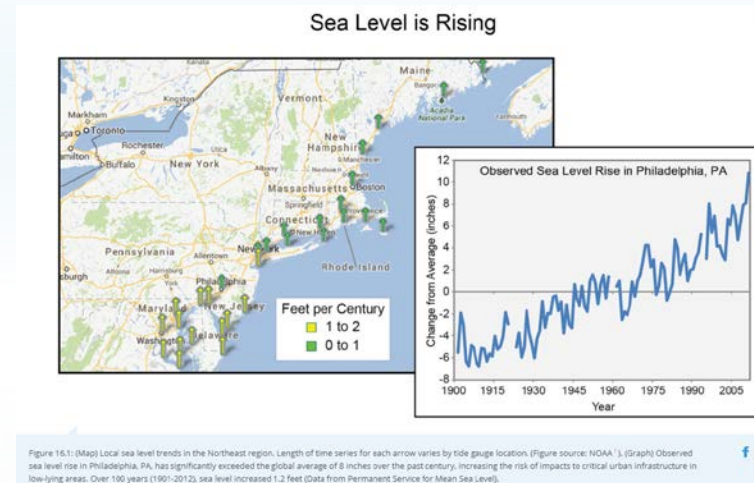 Sea Level is Rising
Maine
Bangor
Acadia
National Park
Yarmouth
Kingston
Vermont
Markham
Toronto
New
Hampshire
Manchester
Rochester
Buffalo
New York
Albany
Massachusetts
Boston
Springfield
Providence
Connecticut
New Haven
Rhode Island
Pennsylvania
Allentown
Altoona
Harrisburg
York
New York
Philadelphia
Maryland
New Jersey
Delaware
Washington
Feet per Century
1 to 2
0 to 1
Observed Sea Level Rise in Philadelphia, PA
Change from Average (inches)
12
10
8
6
4
2
0
-2
-4
-6
-8
1900
1915
1930
1945
1960
1975
1990
2005
Year
Figure 16.1: (Map) Local sea level trends in the Northeast region. Length of time series for each arrow varies by tide gauge location. (Figure source: NOAA). (Graph) Observed
sea level rise in Philadelphia, PA, has significantly exceeded the global average of 8 inches over the past century, increasing the risk of impacts to critical urban infrastructure in
low-lying areas. Over 100 years (1901-2012), sea level increased 1.2 feet (Data from Permanent Service for Mean Sea Level).
f